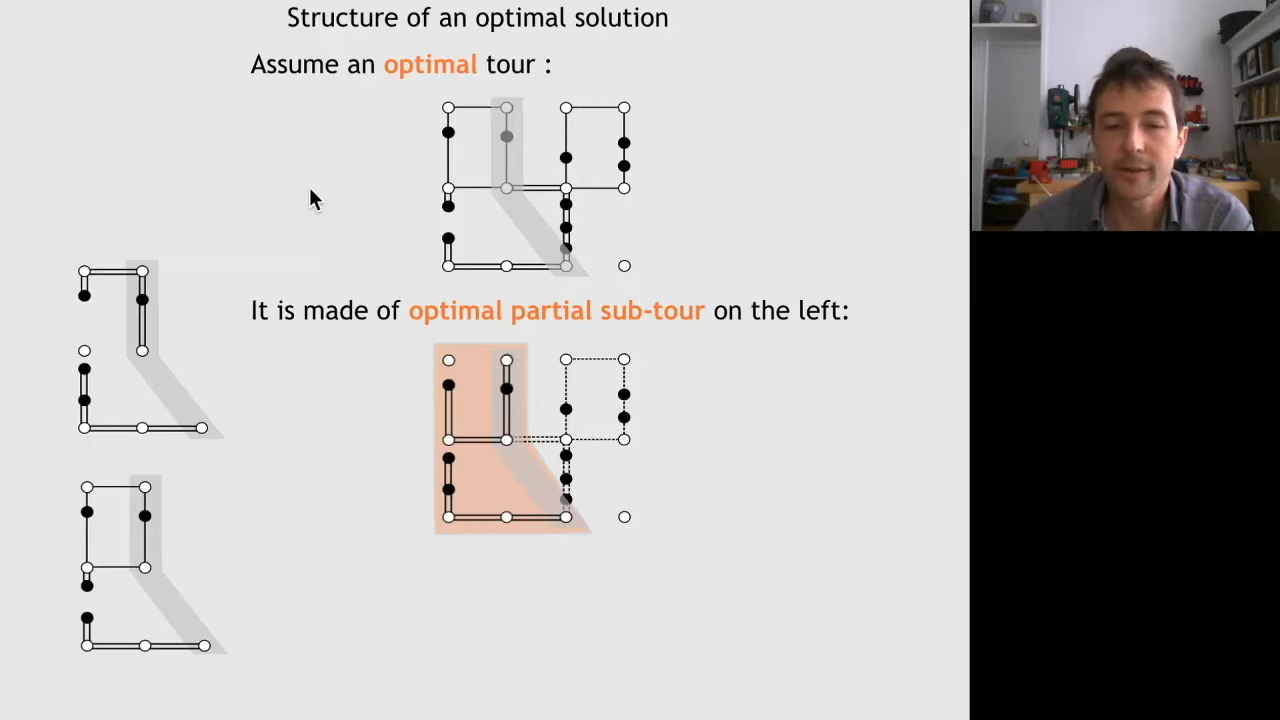 Structure of an optimal solution
Assume an optimal tour :
It is made of optimal partial sub-tour on the left: